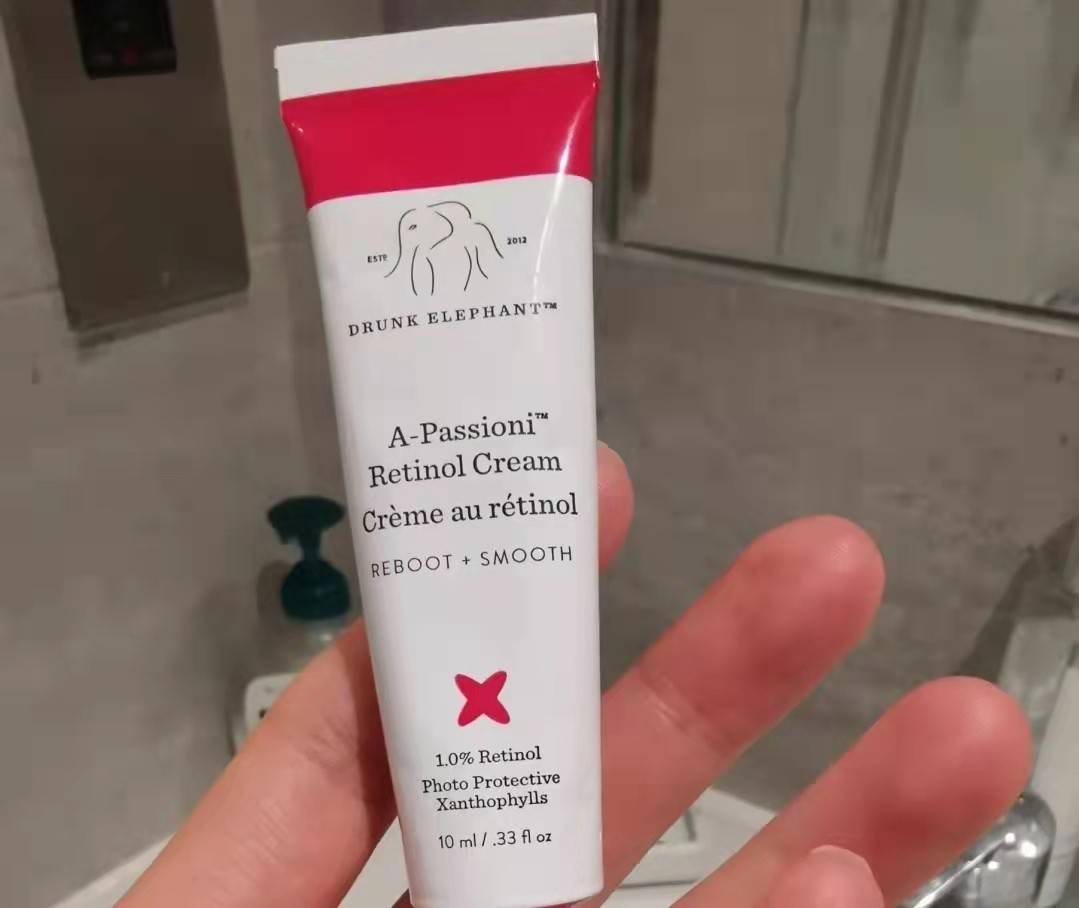 ESTD 2012
DRUNK ELEPHANT™
A-Passioni™
Retinol Cream
Crème au rétinol
REBOOT + SMOOTH
1.0% Retinol
Photo Protective
Xanthophylls
10 ml / .33 fl oz